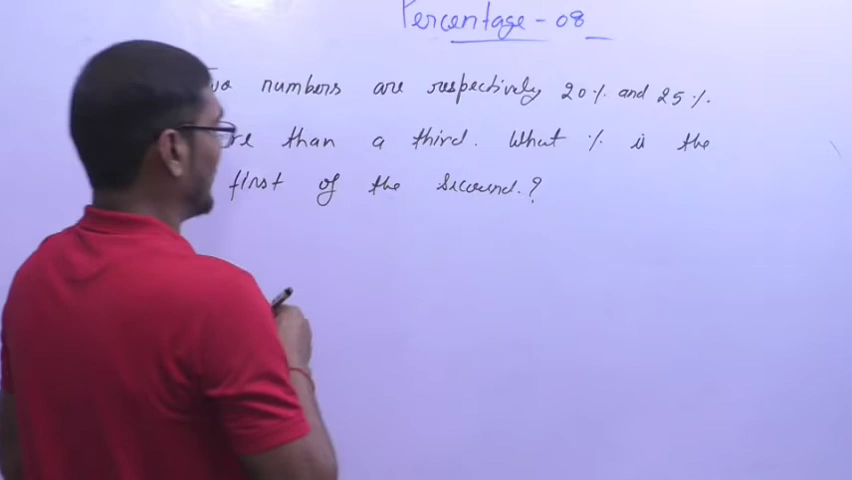 Percentage - 08
numbers are respectively 20% and 25%.
than a third. What % is the
first of the second.?